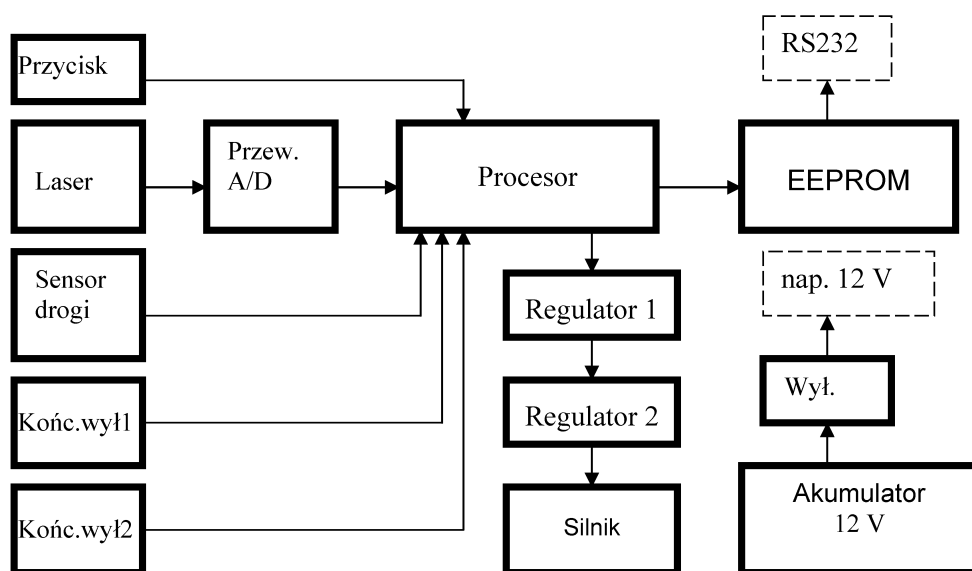 Przycisk
Laser
Przew.
A/D
Procesor
EEPROM
RS232
Sensor
drogi
Końc.wył1
Końc.wył2
Regulator 1
Regulator 2
Silnik
nap. 12 V
Wył.
Akumulator
12 V